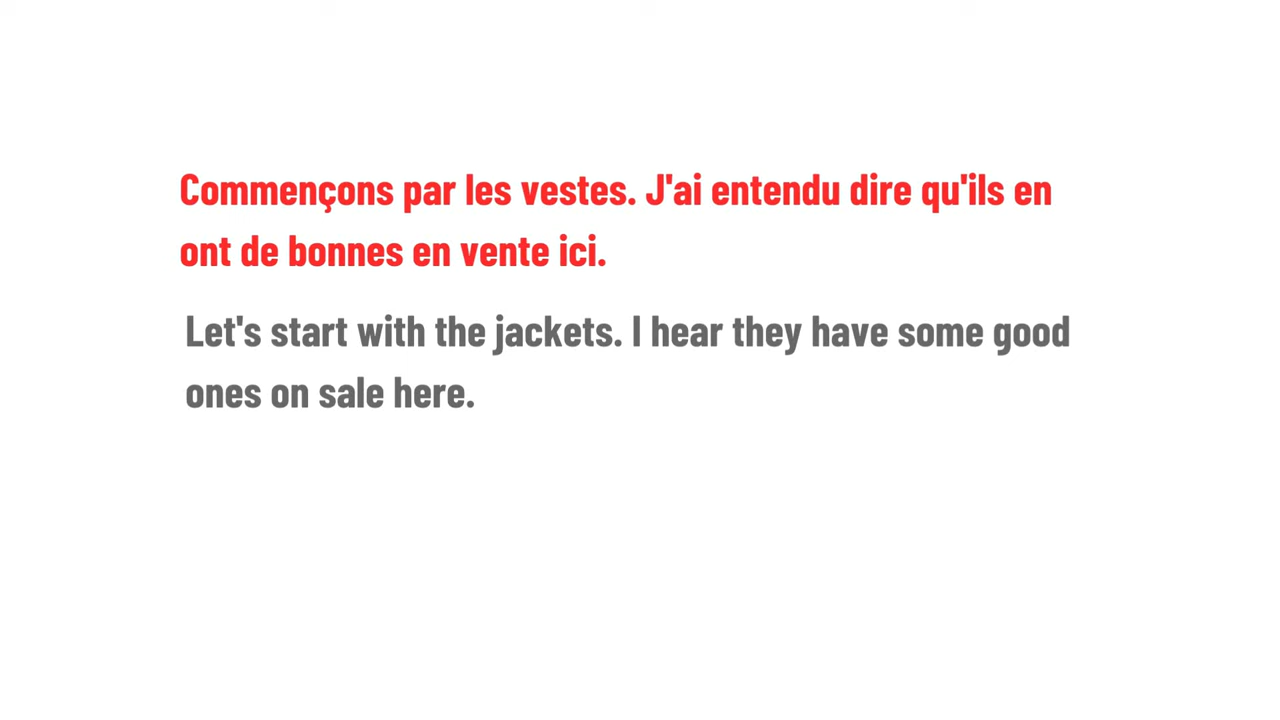 Commençons par les vestes. J'ai entendu dire qu'ils en
ont de bonnes en vente ici.
Let's start with the jackets. I hear they have some good
ones on sale here.